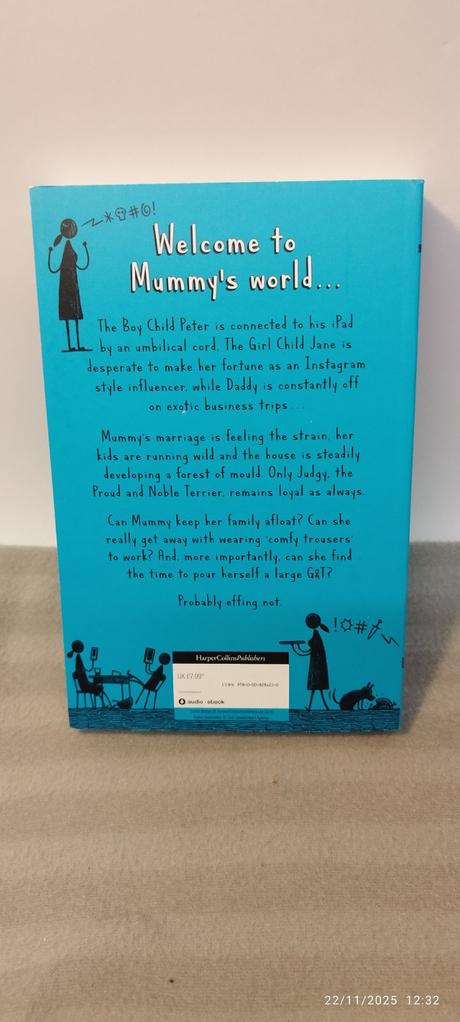 *#@!
Welcome to
Mummy's world...
The Boy Child Peter is connected to his iPad
by an umbilical cord, The Girl Child Jane is
desperate to make her fortune as an Instagram
style influencer, while Daddy is constantly off
on exotic business trips...
Mummy's marriage is feeling the strain, her
kids are running wild and the house is steadily
developing a forest of mould. Only Judgy, the
Proud and Noble Terrier, remains loyal as always.
Can Mummy keep her family afloat? Can she
really get away with wearing 'comfy trousers'
to work? And, more importantly, can she find
the time to pour herself a large G&T?
Probably effing not.
HarperCollinsPublishers
UK £7.99*
ISBN
audio · ebook
22/11/2025 12:32